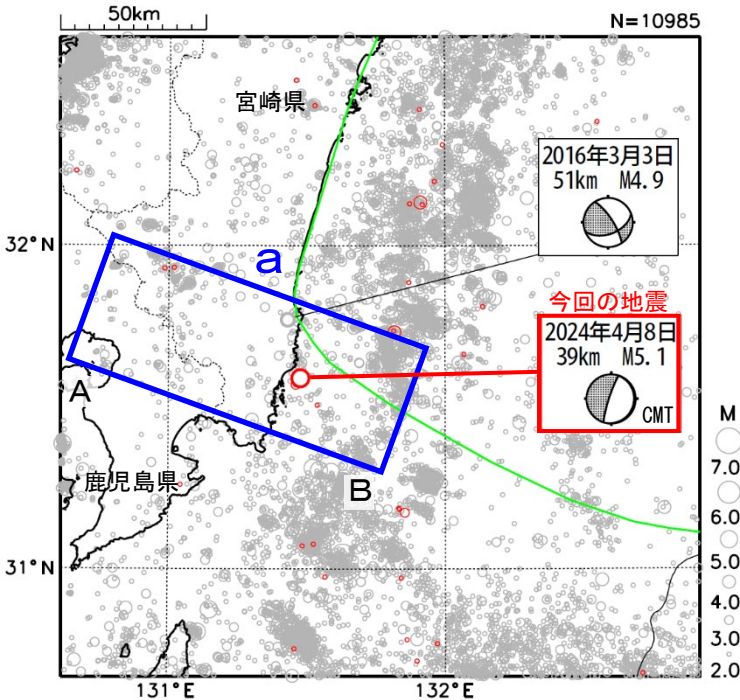 50km
N=10985
宮崎県
2016年3月3日
51km M4.9
32°N
a
今回の地震
2024年4月8日
39km M5.1
CMT
A
M
鹿児島県
B
7.0
6.0
5.0
31°N
4.0
3.0
2.0
131°E
132°E